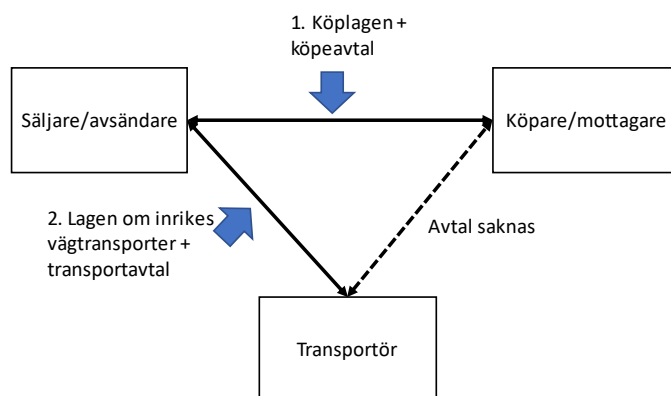 1. Köplagen +
köpeavtal
Säljare/avsändare
Köpare/mottagare
2. Lagen om inrikes
vägtransporter +
transportavtal
Avtal saknas
Transportör